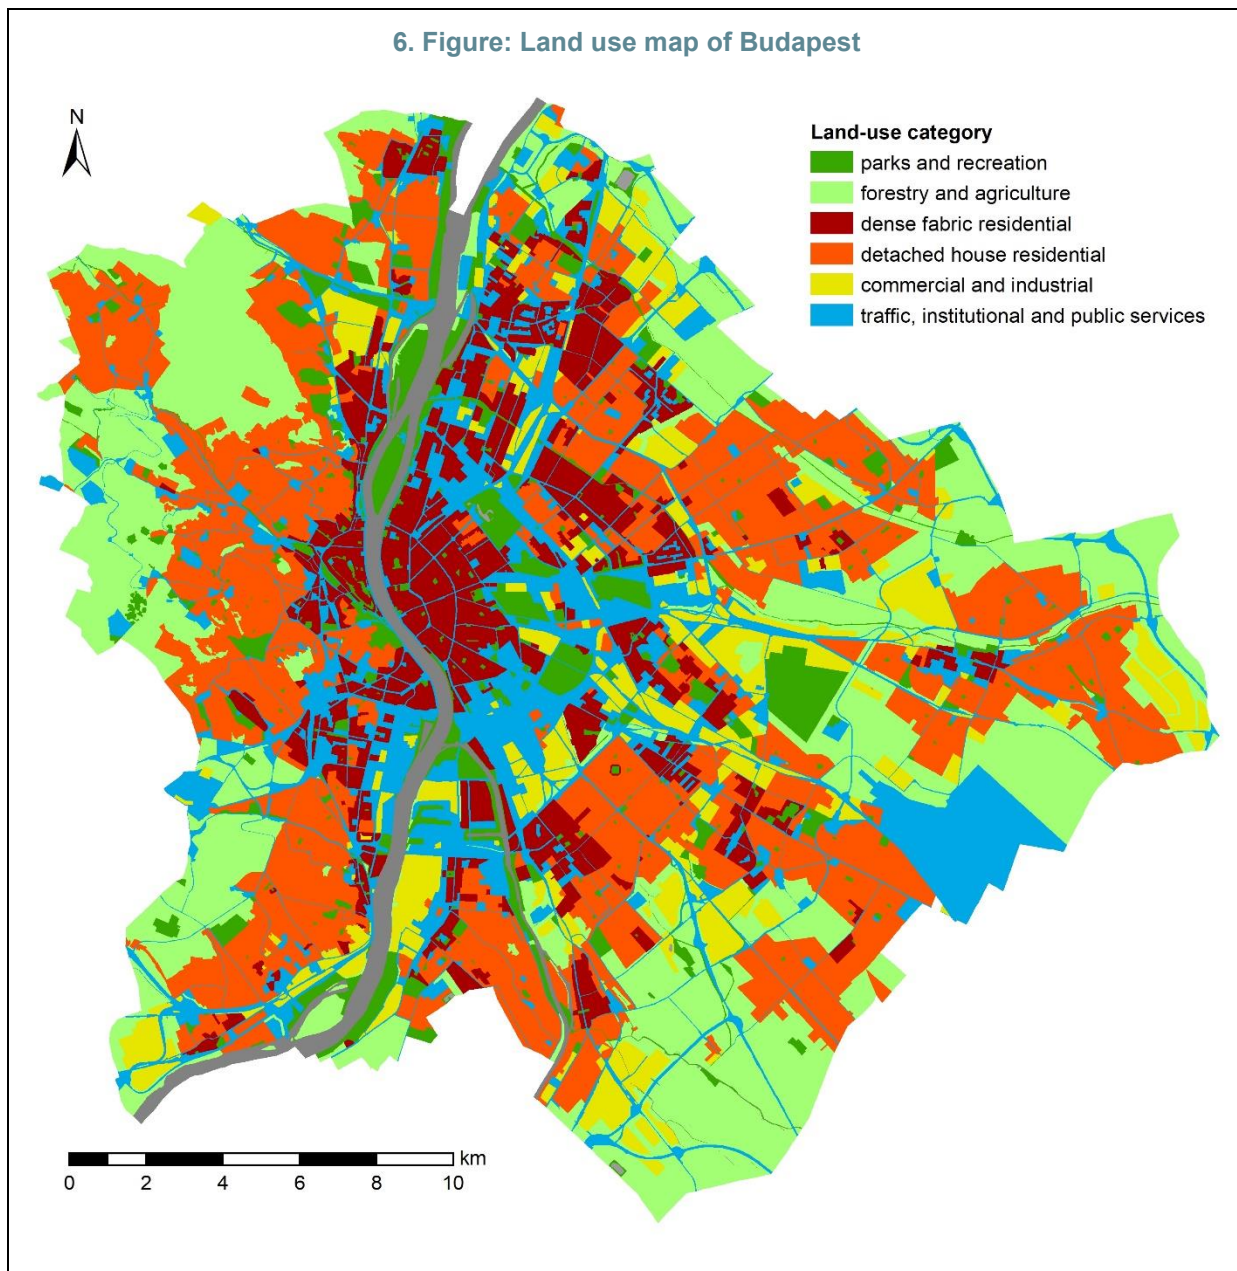 6. Figure: Land use map of Budapest
N
Land-use category
parks and recreation
forestry and agriculture
dense fabric residential
detached house residential
commercial and industrial
traffic, institutional and public services
km
0 2 4 6 8 10